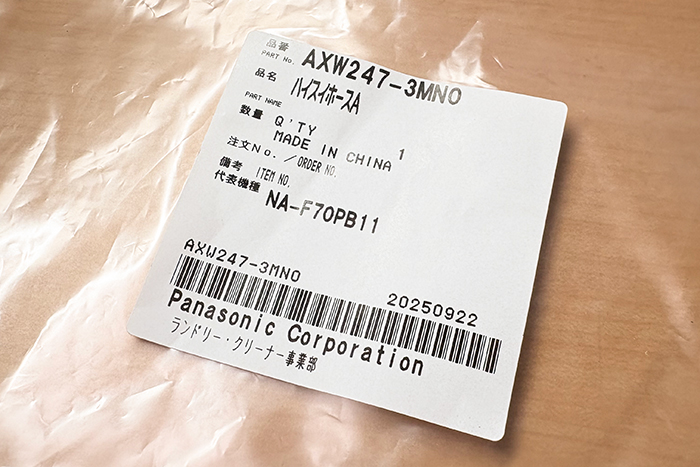 品番
PART No. AXW247-3MN0
品名 ハイスイホースA
PART NAME
数量 Q'TY 1
MADE IN CHINA
注文No./ORDER NO.
備考 ITEM NO.
代表機種 NA-F70PB11
AXW247-3MN0 20250922
Panasonic Corporation
ランドリー・クリーナー事業部